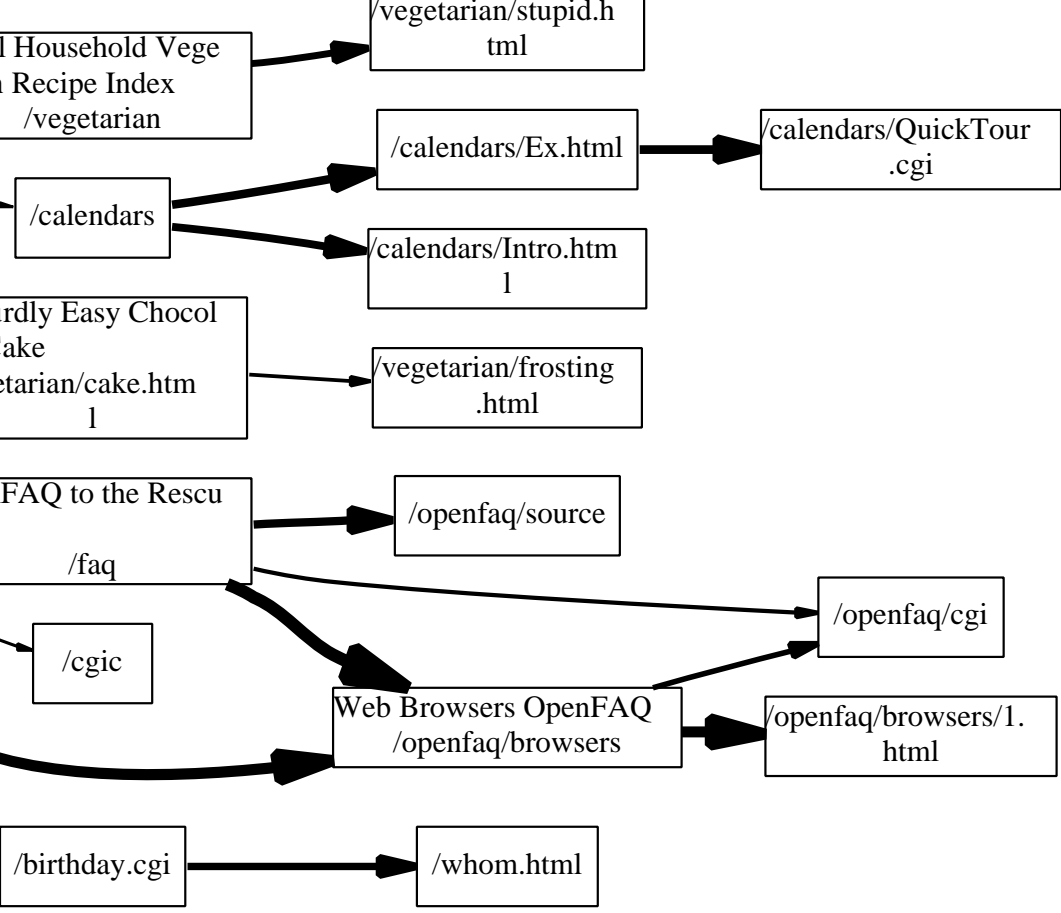 /vegetarian/stupid.h
tml
l Household Vege
n Recipe Index
/vegetarian
/calendars/Ex.html
/calendars/QuickTour
.cgi
/calendars
/calendars/Intro.htm
l
rdly Easy Chocol
Cake
etarian/cake.htm
l
/vegetarian/frosting
.html
FAQ to the Rescu
/faq
/openfaq/source
/openfaq/cgi
/cgic
Web Browsers OpenFAQ
/openfaq/browsers
/openfaq/browsers/1.
html
/birthday.cgi
/whom.html